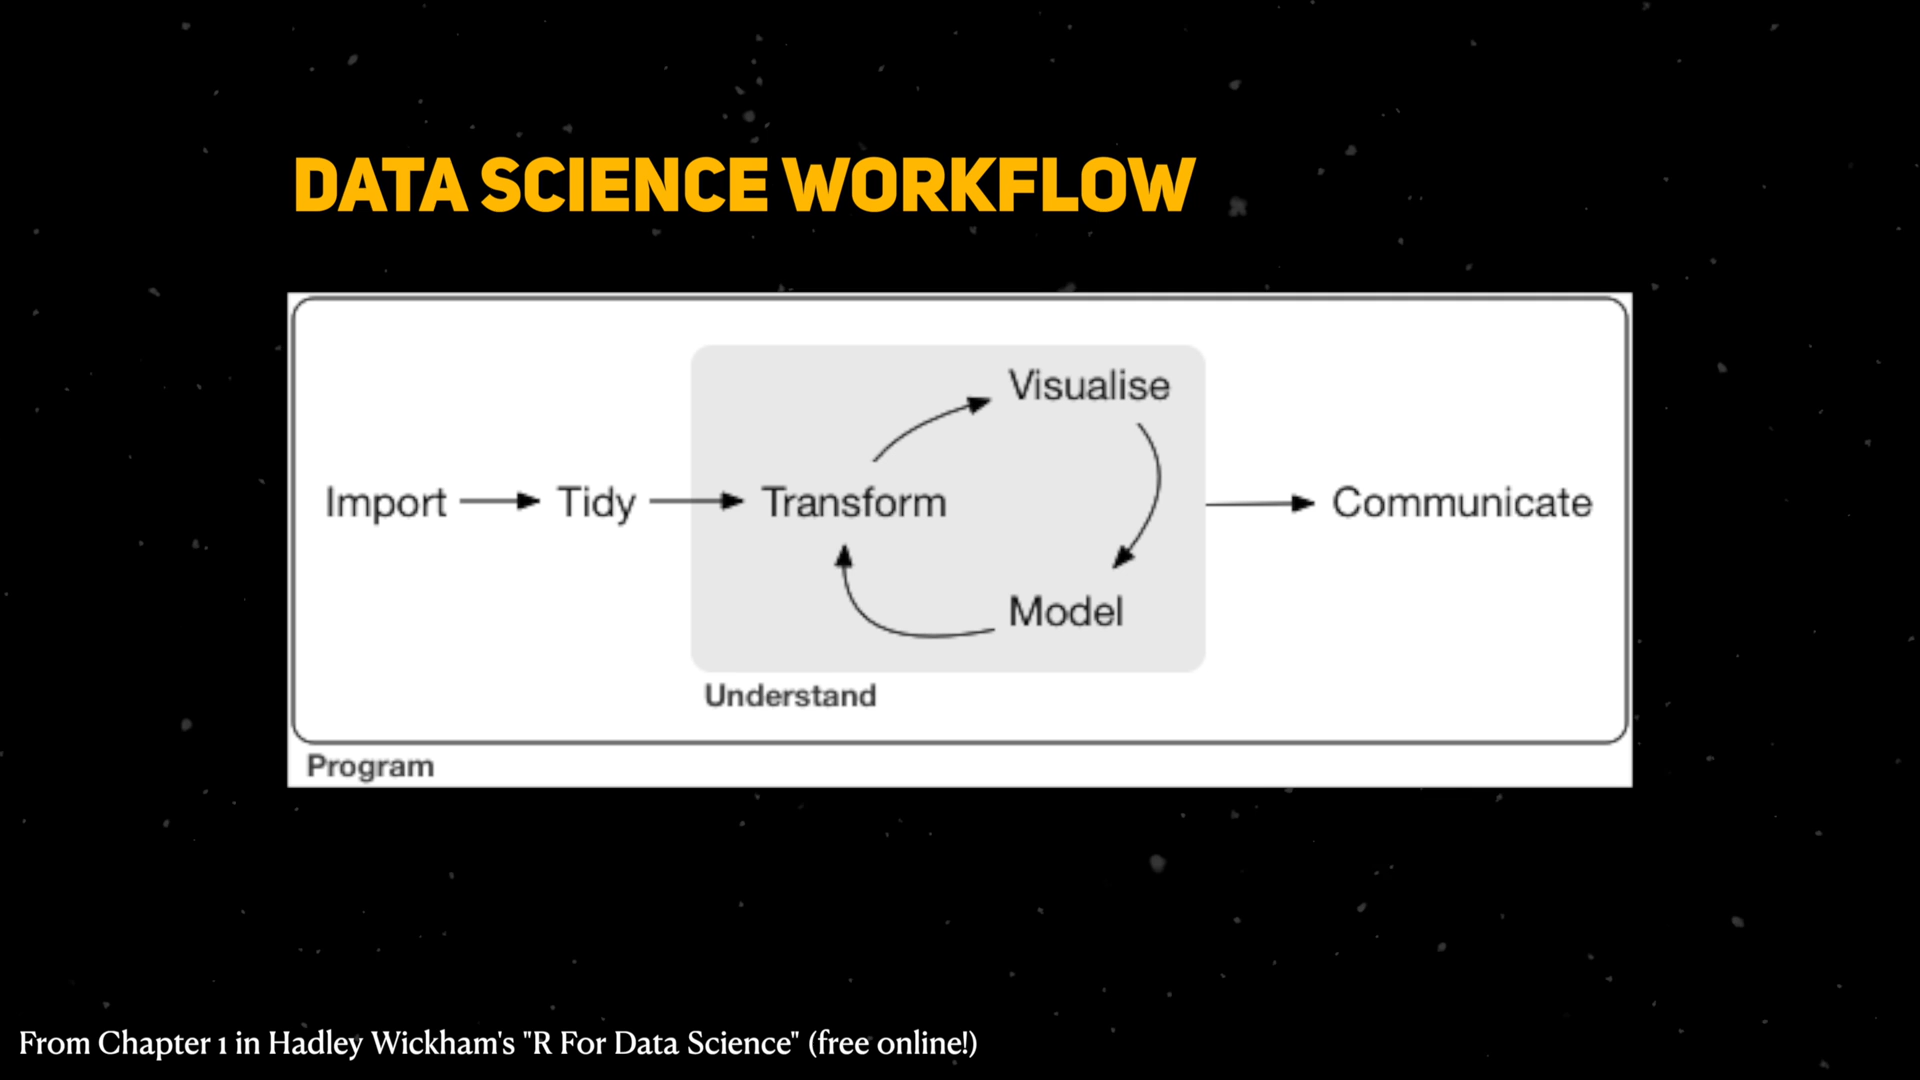 DATA SCIENCE WORKFLOW
Visualise
Import
Tidy
Transform
Communicate
Model
Understand
Program
From Chapter 1 in Hadley Wickham's "R For Data Science" (free online!)